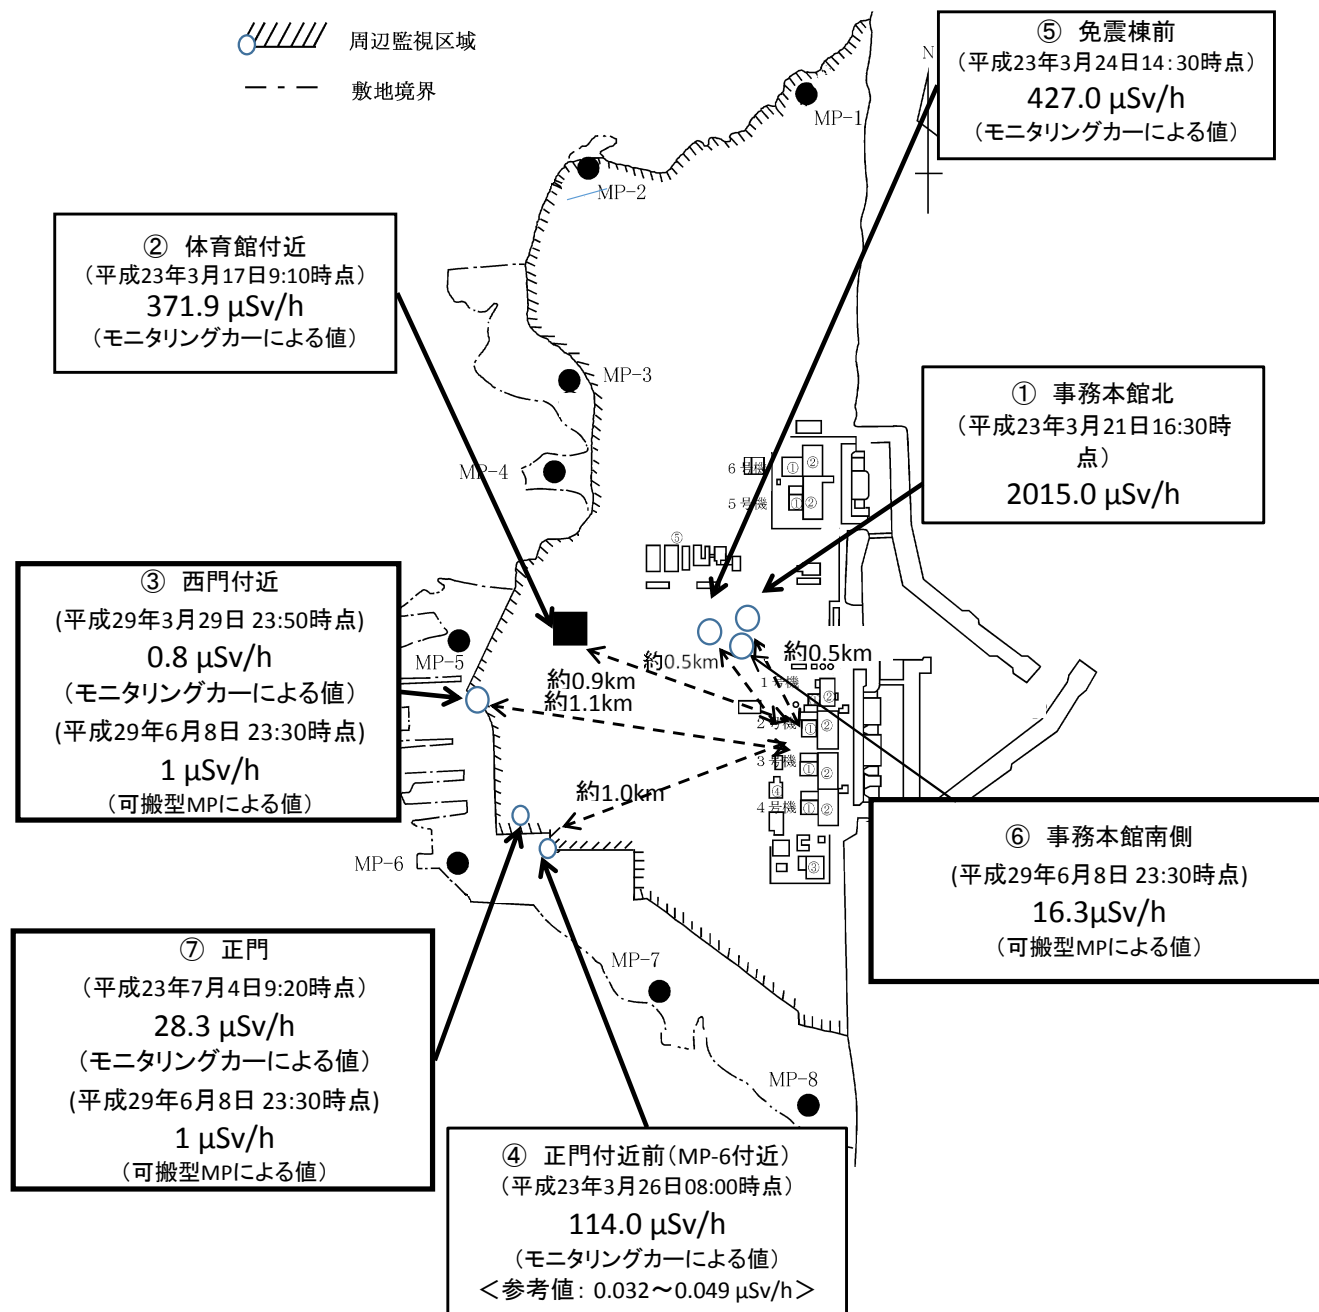 周辺監視区域
敷地境界
⑤ 免震棟前
（平成23年3月24日14：30時点）
427.0 μSv/h
（モニタリングカーによる値）
N
MP-1
MP-2
② 体育館付近
（平成23年3月17日9:10時点）
371.9 μSv/h
（モニタリングカーによる値）
MP-3
① 事務本館北
（平成23年3月21日16:30時
点）
2015.0 μSv/h
MP-4
6号機
①
②
5号機
①
②
⑤
③ 西門付近
(平成29年3月29日 23:50時点)
0.8 μSv/h
（モニタリングカーによる値）
(平成29年6月8日 23:30時点)
1 μSv/h
（可搬型MPによる値）
MP-5
約0.5km
約0.5km
約0.9km
約1.1km
1号機
②
2号機
①
②
3号機
①
②
④
4号機
①
②
③
約1.0km
MP-6
⑥ 事務本館南側
(平成29年6月8日 23:30時点)
16.3μSv/h
（可搬型MPによる値）
⑦ 正門
（平成23年7月4日9:20時点）
28.3 μSv/h
（モニタリングカーによる値）
(平成29年6月8日 23:30時点)
1 μSv/h
（可搬型MPによる値）
MP-7
MP-8
④ 正門付近前（MP-6付近）
（平成23年3月26日08:00時点）
114.0 μSv/h
（モニタリングカーによる値）
＜参考値： 0.032～0.049 μSv/h＞